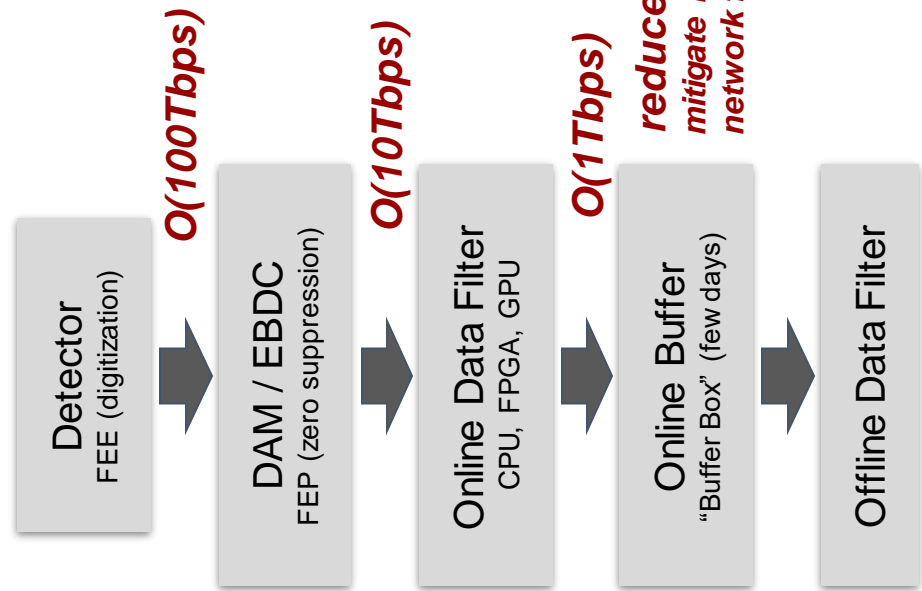 Detector
FEE (digitization)
O(100Tbps)
DAM / EBDC
FEP (zero suppression)
O(10Tbps)
Online Data Filter
CPU, FPGA, GPU
O(1Tbps)
reduce
mitigate
network
Online Buffer
“Buffer Box” (few days)
Offline Data Filter